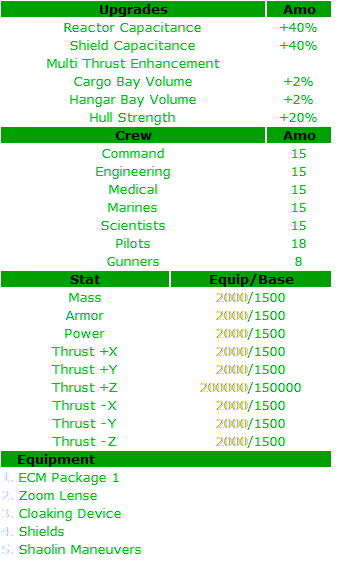 Upgrades Amo
Reactor Capacitance +40%
Shield Capacitance +40%
Multi Thrust Enhancement
Cargo Bay Volume +2%
Hangar Bay Volume +2%
Hull Strength +20%
Crew Amo
Command 15
Engineering 15
Medical 15
Marines 15
Scientists 15
Pilots 18
Gunners 8
Stat Equip/Base
Mass 2000/1500
Armor 2000/1500
Power 2000/1500
Thrust +X 2000/1500
Thrust +Y 2000/1500
Thrust +Z 200000/150000
Thrust -X 2000/1500
Thrust -Y 2000/1500
Thrust -Z 2000/1500
Equipment
1. ECM Package 1
2. Zoom Lense
3. Cloaking Device
4. Shields
5. Shaolin Maneuvers